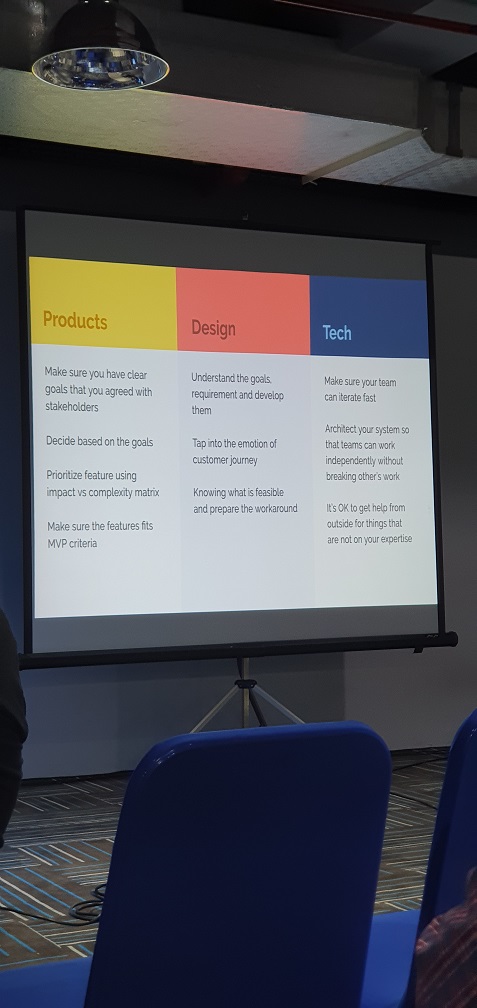 Products
Make sure you have clear
goals that you agreed with
stakeholders
Decide based on the goals
Prioritize feature using
impact vs complexity matrix
Make sure the features fits
MVP criteria
Design
Understand the goals,
requirement and develop
them
Tap into the emotion of
customer journey
Knowing what is feasible
and prepare the workaround
Tech
Make sure your team
can iterate fast
Architect your system so
that teams can work
independently without
breaking other's work
It's OK to get help from
outside for things that
are not on your expertise